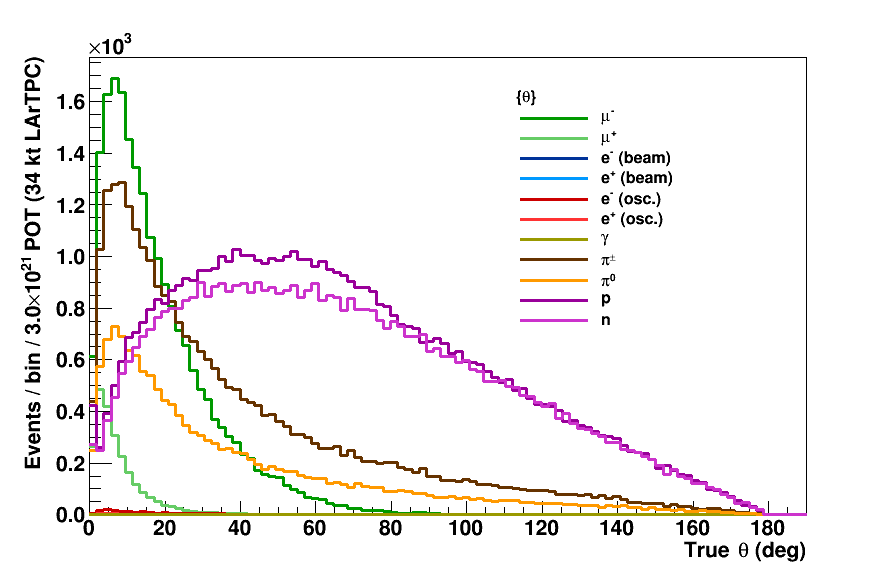 ×10³
Events / bin / 3.0×10²¹ POT (34 kt LArTPC)
1.6
1.4
1.2
1.0
0.8
0.6
0.4
0.2
0.0
{θ}
μ⁻
μ⁺
e⁻ (beam)
e⁺ (beam)
e⁻ (osc.)
e⁺ (osc.)
γ
π±
π⁰
p
n
0 20 40 60 80 100 120 140 160 180
True θ (deg)